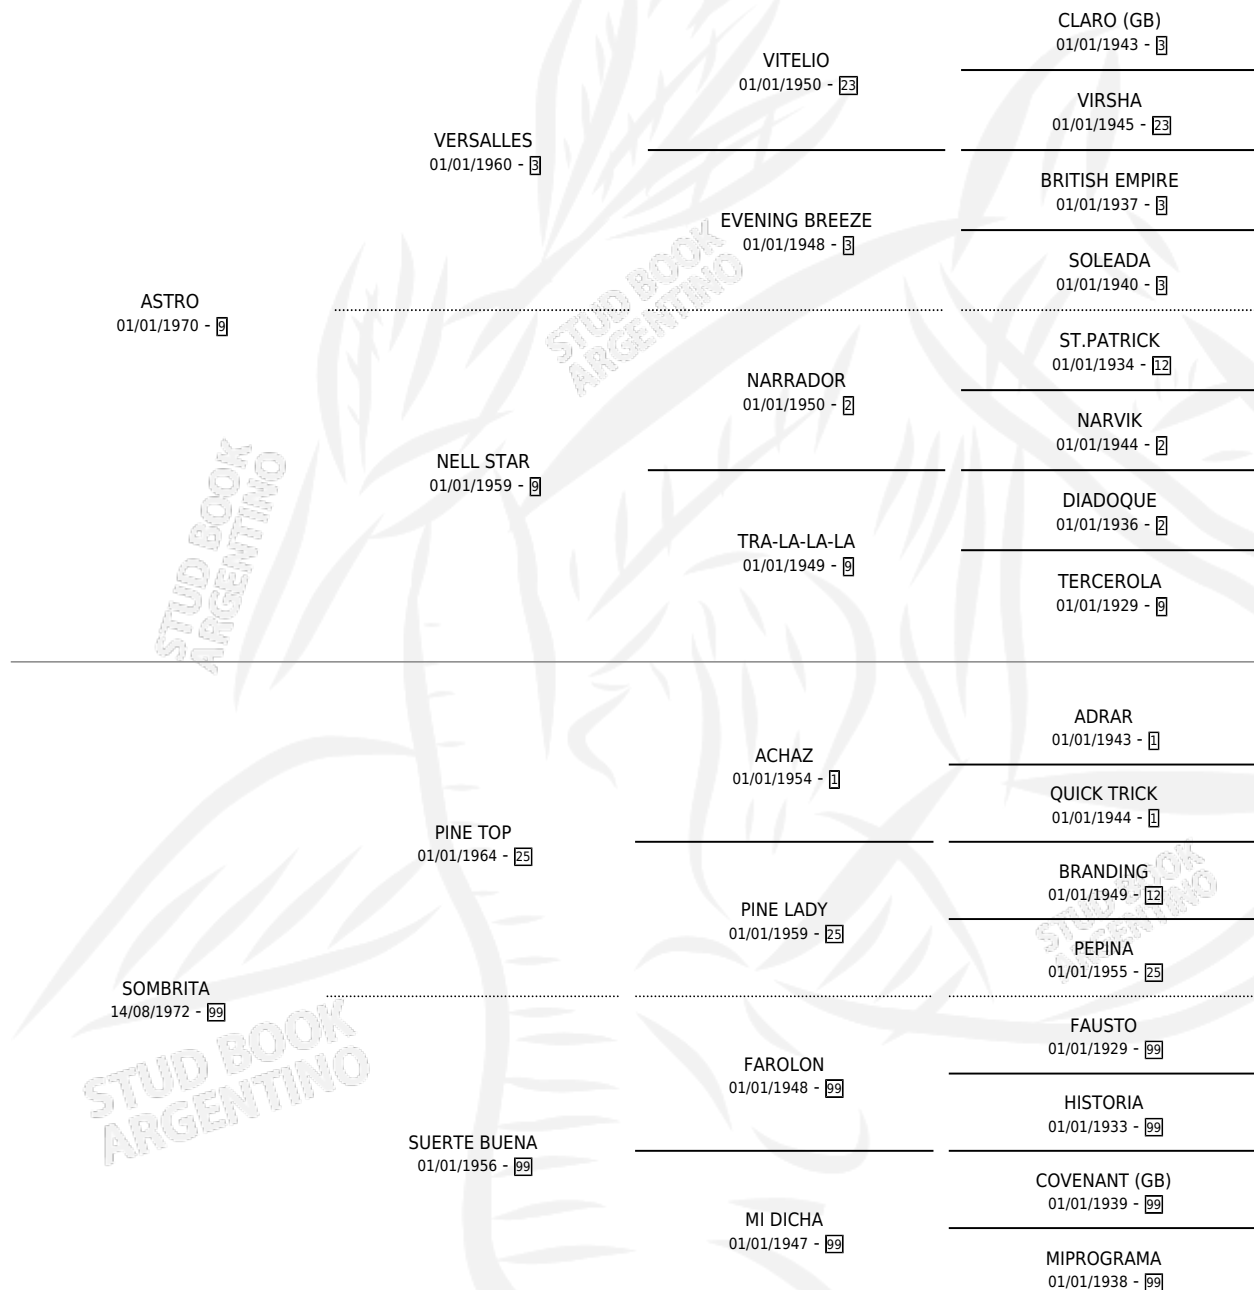 CLARO (GB)
01/01/1943 - 3
VITELIO
01/01/1950 - 23
VIRSHA
01/01/1945 - 23
VERSALLES
01/01/1960 - 3
BRITISH EMPIRE
01/01/1937 - 3
EVENING BREEZE
01/01/1948 - 3
SOLEADA
01/01/1940 - 3
ASTRO
01/01/1970 - 9
ST.PATRICK
01/01/1934 - 12
NARRADOR
01/01/1950 - 2
NARVIK
01/01/1944 - 2
NELL STAR
01/01/1959 - 9
DIADOQUE
01/01/1936 - 2
TRA-LA-LA-LA
01/01/1949 - 9
TERCEROLA
01/01/1929 - 9
ADRAR
01/01/1943 - 1
ACHAZ
01/01/1954 - 1
QUICK TRICK
01/01/1944 - 1
PINE TOP
01/01/1964 - 25
BRANDING
01/01/1949 - 12
PINE LADY
01/01/1959 - 25
PEPINA
01/01/1955 - 25
SOMBRITA
14/08/1972 - 99
FAUSTO
01/01/1929 - 99
FAROLON
01/01/1948 - 99
HISTORIA
01/01/1933 - 99
SUERTE BUENA
01/01/1956 - 99
COVENANT (GB)
01/01/1939 - 99
MI DICHA
01/01/1947 - 99
MIPROGRAMA
01/01/1938 - 99
STUD BOOK
ARGENTINO
STUD BOOK
ARGENTINO
STUD BOOK
ARGENTINO
STUD BOOK
ARGENTINO